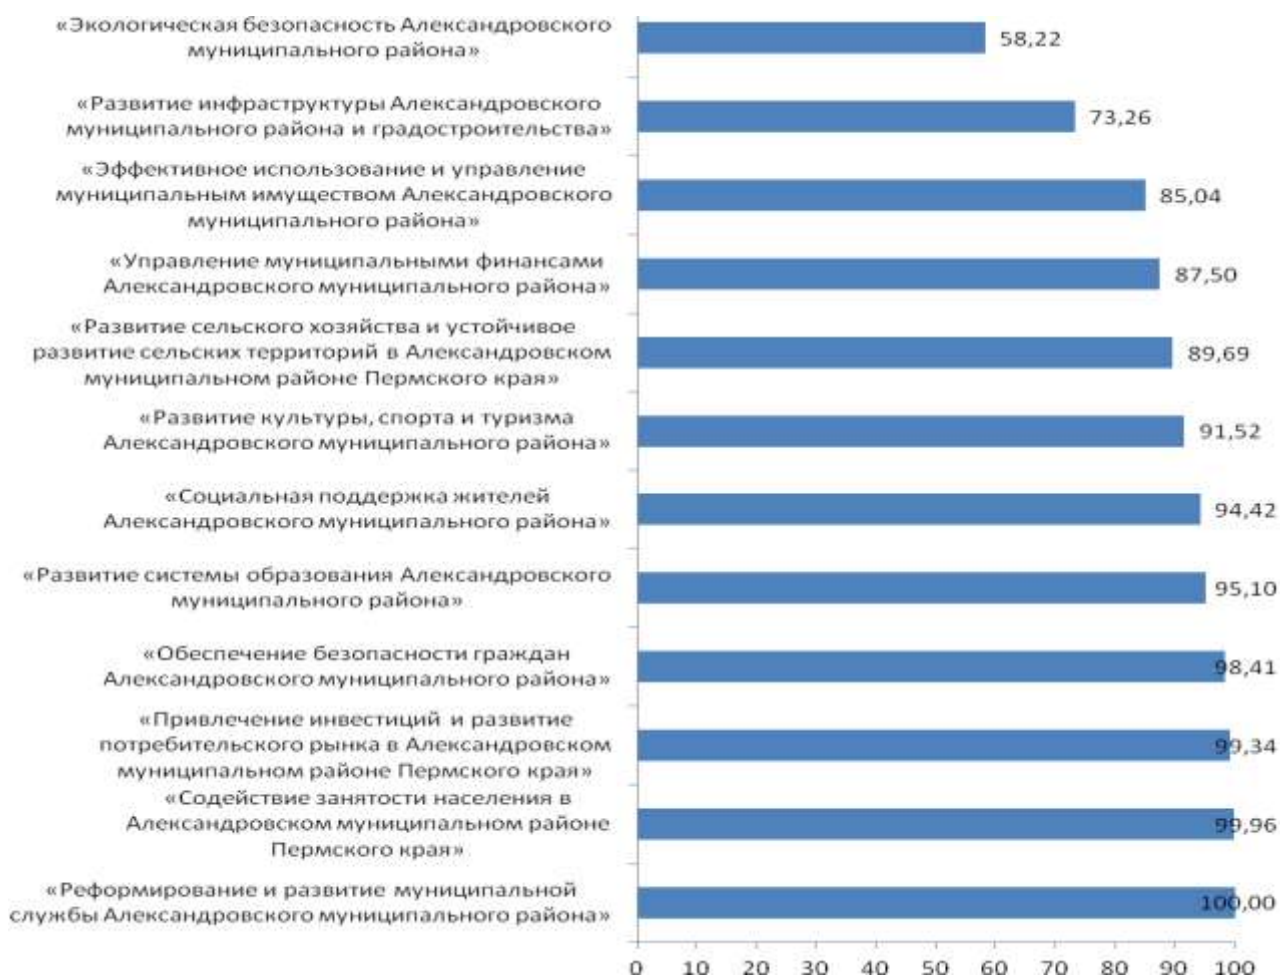 «Экологическая безопасность Александровского
муниципального района»
58,22
«Развитие инфраструктуры Александровского
муниципального района и градостроительства»
73,26
«Эффективное использование и управление
муниципальным имуществом Александровского
муниципального района»
85,04
«Управление муниципальными финансами
Александровского муниципального района»
87,50
«Развитие сельского хозяйства и устойчивое
развитие сельских территорий в Александровском
муниципальном районе Пермского края»
89,69
«Развитие культуры, спорта и туризма
Александровского муниципального района»
91,52
«Социальная поддержка жителей
Александровского муниципального района»
94,42
«Развитие системы образования Александровского
муниципального района»
95,10
«Обеспечение безопасности граждан
Александровского муниципального района»
98,41
«Привлечение инвестиций и развитие
потребительского рынка в Александровском
муниципальном районе Пермского края»
99,34
«Содействие занятости населения в
Александровском муниципальном районе
Пермского края»
99,96
«Реформирование и развитие муниципальной
службы Александровского муниципального района»
100,00
0 10 20 30 40 50 60 70 80 90 100